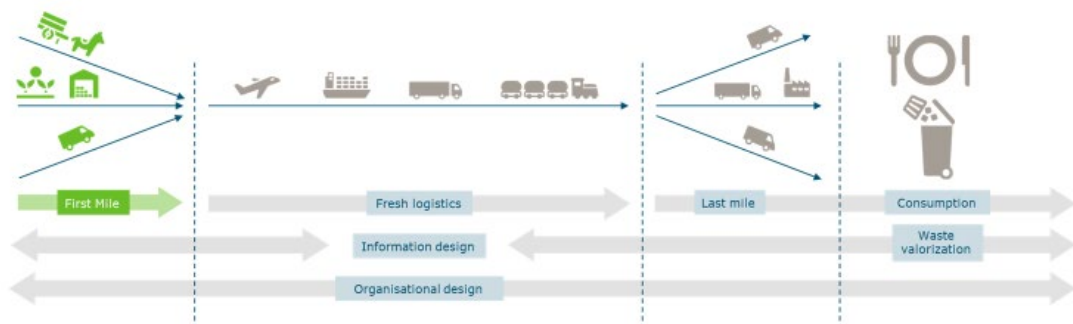 First Mile
Fresh logistics
Last mile
Consumption
Information design
Waste
valorization
Organisational design